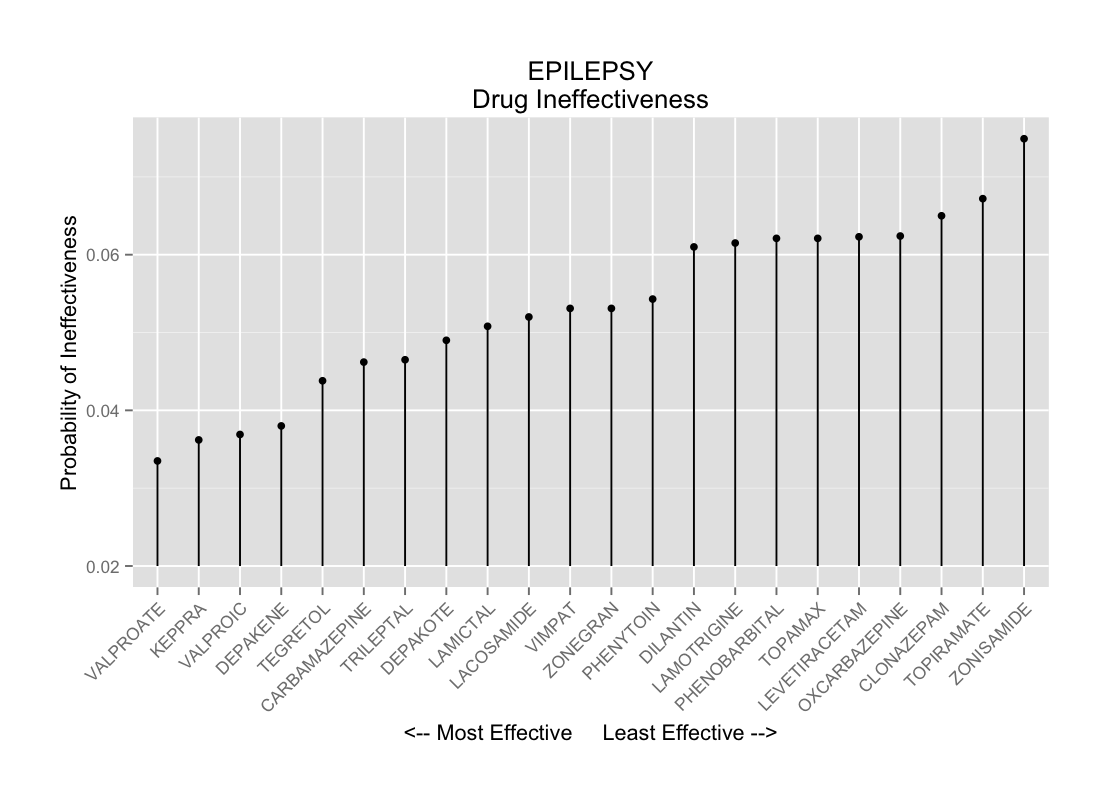 EPILEPSY
Drug Ineffectiveness
Probability of Ineffectiveness
0.06
0.04
0.02
VALPROATE
KEPPRA
VALPROIC
DEPAKENE
TEGRETOL
CARBAMAZEPINE
TRILEPTAL
DEPAKOTE
LAMICTAL
LACOSAMIDE
VIMPAT
ZONEGRAN
PHENYTOIN
DILANTIN
LAMOTRIGINE
PHENOBARBITAL
TOPAMAX
LEVETIRACETAM
OXCARBAZEPINE
CLONAZEPAM
TOPIRAMATE
ZONISAMIDE
<-- Most Effective     Least Effective -->